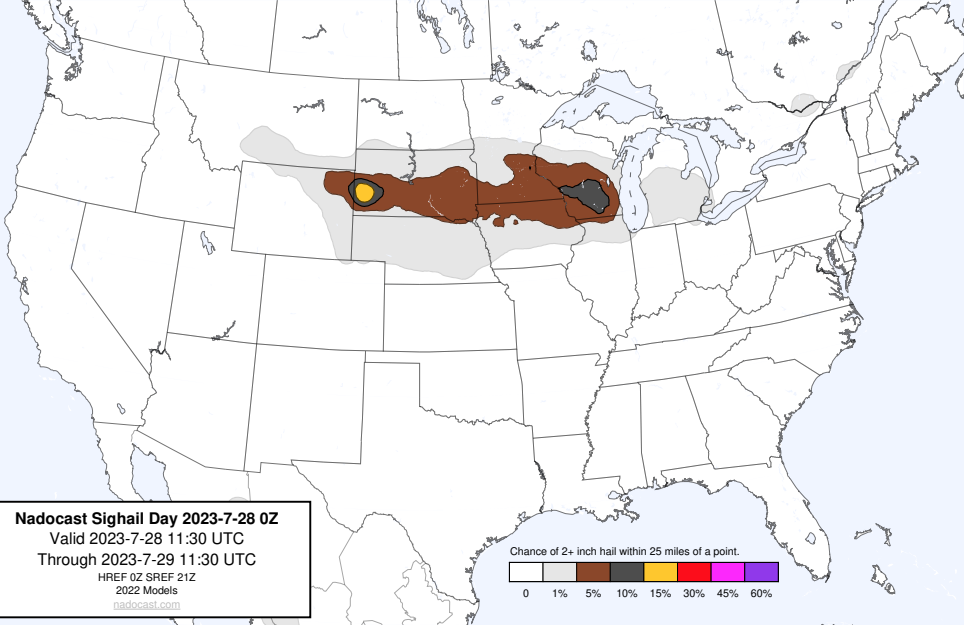 Nadocast Sighail Day 2023-7-28 0Z
Valid 2023-7-28 11:30 UTC
Through 2023-7-29 11:30 UTC
HREF 0Z SREF 21Z
2022 Models
nadocast.com
Chance of 2+ inch hail within 25 miles of a point.
0 1% 5% 10% 15% 30% 45% 60%